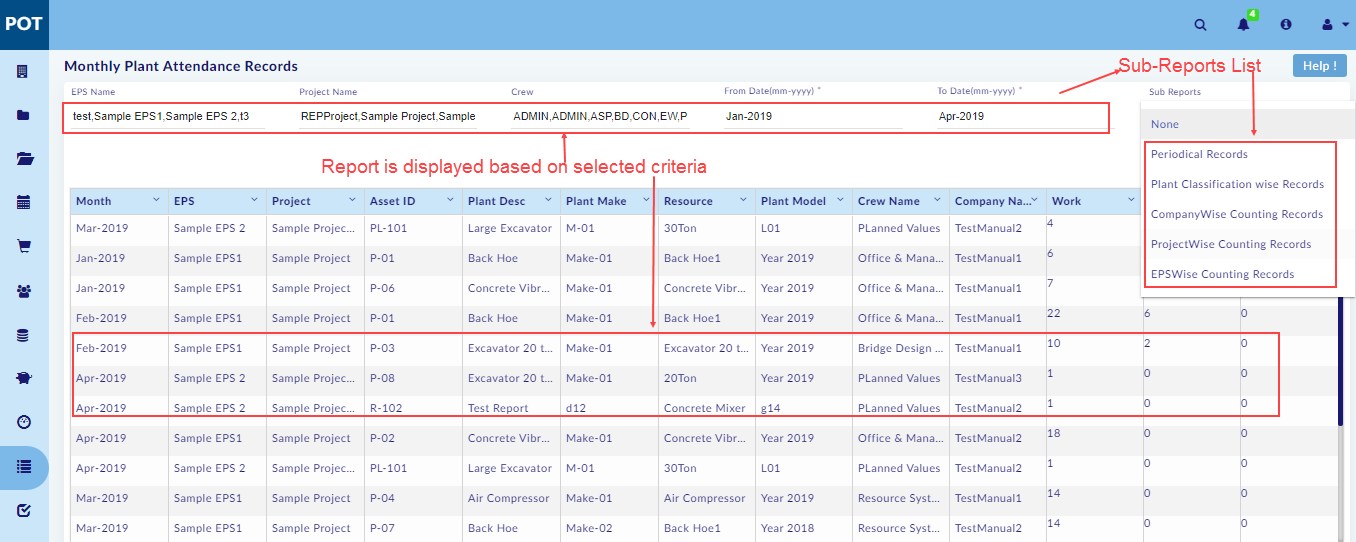 POT
4
Monthly Plant Attendance Records
Help !
Sub-Reports List
EPS Name Project Name Crew From Date(mm-yyyy) * To Date(mm-yyyy) * Sub Reports
test,Sample EPS1,Sample EPS 2,t3 REPProject,Sample Project,Sample ADMIN,ADMIN,ASP,BD,CON,EW,P Jan-2019 Apr-2019
None
Periodical Records
Plant Classification wise Records
CompanyWise Counting Records
ProjectWise Counting Records
EPSWise Counting Records
Report is displayed based on selected criteria
Month EPS Project Asset ID Plant Desc Plant Make Resource Plant Model Crew Name Company Na... Work
Mar-2019 Sample EPS 2 Sample Projec... PL-101 Large Excavator M-01 30Ton L01 PLanned Values TestManual2 4
Jan-2019 Sample EPS1 Sample Project P-01 Back Hoe Make-01 Back Hoe1 Year 2019 Office & Mana... TestManual1 6
Jan-2019 Sample EPS1 Sample Project P-06 Concrete Vibr... Make-01 Concrete Vibr... Year 2019 Office & Mana... TestManual1 7
Feb-2019 Sample EPS1 Sample Project P-01 Back Hoe Make-01 Back Hoe1 Year 2019 Office & Mana... TestManual1 22 6 0
Feb-2019 Sample EPS1 Sample Project P-03 Excavator 20 t... Make-01 Excavator 20 t... Year 2019 Bridge Design ... TestManual1 10 2 0
Apr-2019 Sample EPS 2 Sample Projec... P-08 Excavator 20 t... Make-01 20Ton Year 2019 PLanned Values TestManual3 1 0 0
Apr-2019 Sample EPS 2 Sample Projec... R-102 Test Report d12 Concrete Mixer g14 PLanned Values TestManual2 1 0 0
Apr-2019 Sample EPS1 Sample Project P-02 Concrete Vibr... Make-01 Concrete Vibr... Year 2019 Office & Mana... TestManual2 18 0 0
Apr-2019 Sample EPS 2 Sample Projec... PL-101 Large Excavator M-01 30Ton L01 PLanned Values TestManual2 1 0 0
Mar-2019 Sample EPS1 Sample Project P-04 Air Compressor Make-01 Air Compressor Year 2019 Resource Syst... TestManual1 14 0 0
Mar-2019 Sample EPS1 Sample Project P-07 Back Hoe Make-02 Back Hoe1 Year 2018 Resource Syst... TestManual2 14 0 0